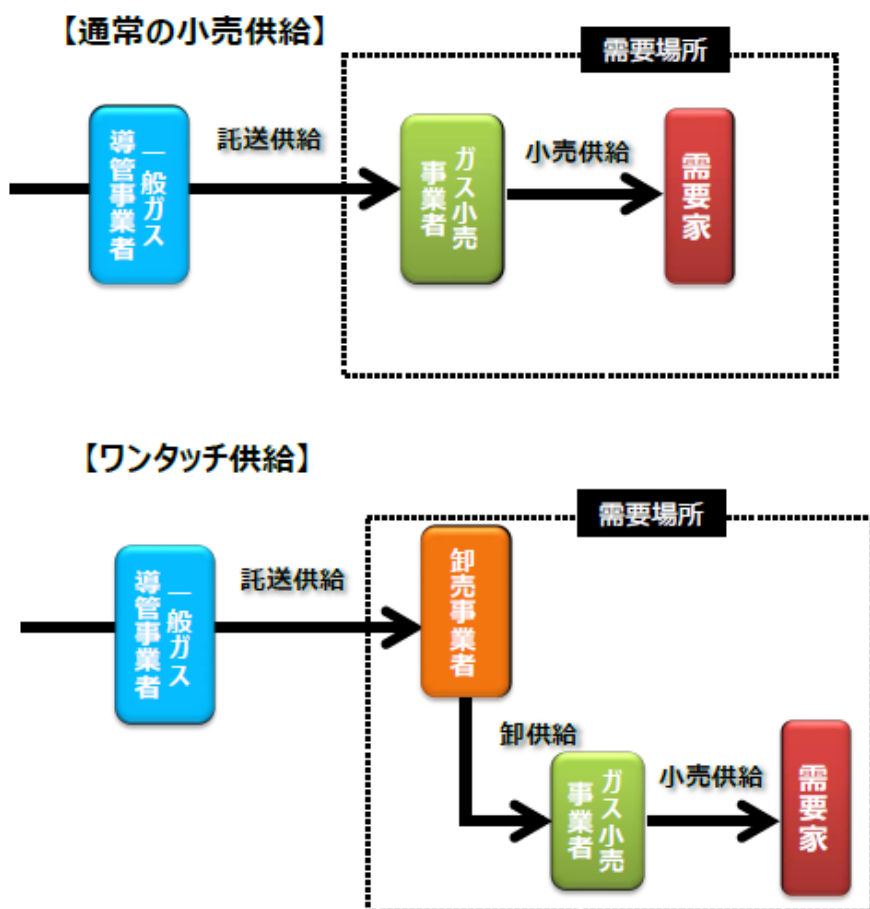 【通常の小売供給】
需要場所
一般ガス
導管事業者
託送供給
ガス小売
事業者
小売供給
需要家
【ワンタッチ供給】
需要場所
一般ガス
導管事業者
託送供給
卸売事業者
卸供給
ガス小売
事業者
小売供給
需要家